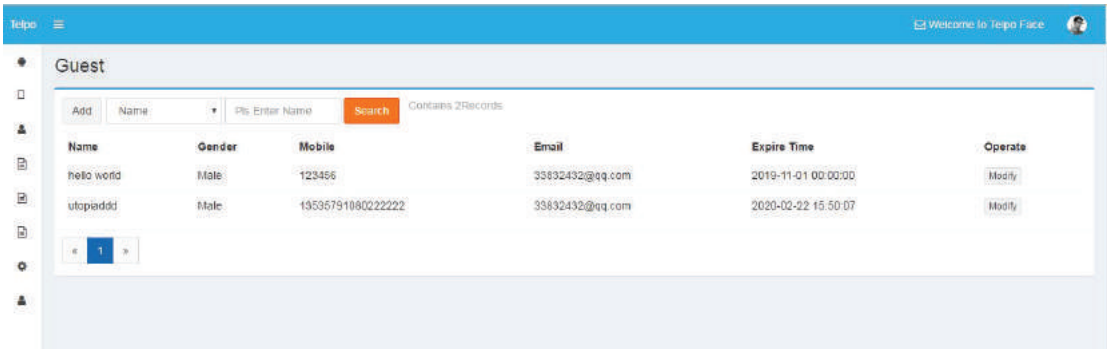 Telpo Welcome to Telpo Face
Guest
Add Name Pls Enter Name Search Contains 2Records
Name Gender Mobile Email Expire Time Operate
hello world Male 123456 33832432@qq.com 2019-11-01 00:00:00 Modify
utopiaddd Male 13535791080222222 33832432@qq.com 2020-02-22 15:50:07 Modify
« 1 »